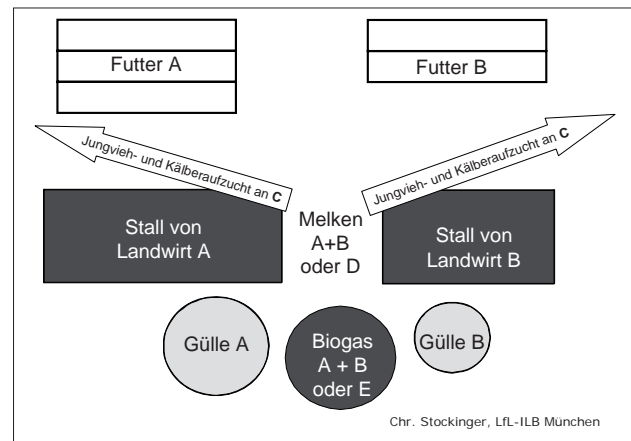 Futter A
Futter B
Jungvieh- und Kälberaufzucht an C
Jungvieh- und Kälberaufzucht an C
Stall von
Landwirt A
Melken
A+B
oder D
Stall von
Landwirt B
Gülle A
Biogas
A + B
oder E
Gülle B
Chr. Stockinger, LfL-ILB München